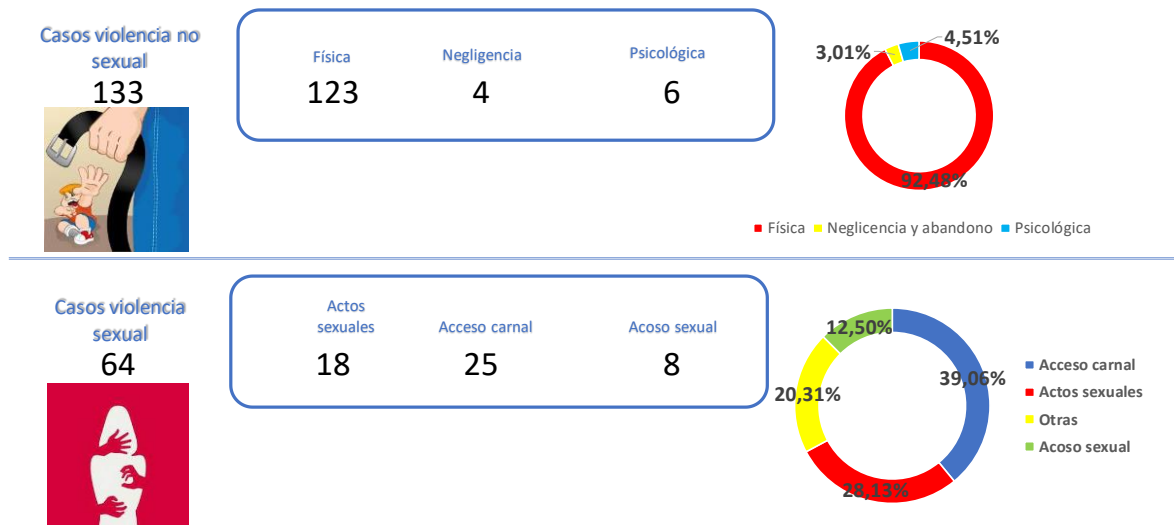 Casos violencia no
sexual
133
Física
123
Negligencia
4
Psicológica
6
3,01%
4,51%
92,48%
Física
Neglicencia y abandono
Psicológica
Casos violencia
sexual
64
Actos
sexuales
18
Acceso carnal
25
Acoso sexual
8
12,50%
39,06%
20,31%
28,13%
Acceso carnal
Actos sexuales
Otras
Acoso sexual